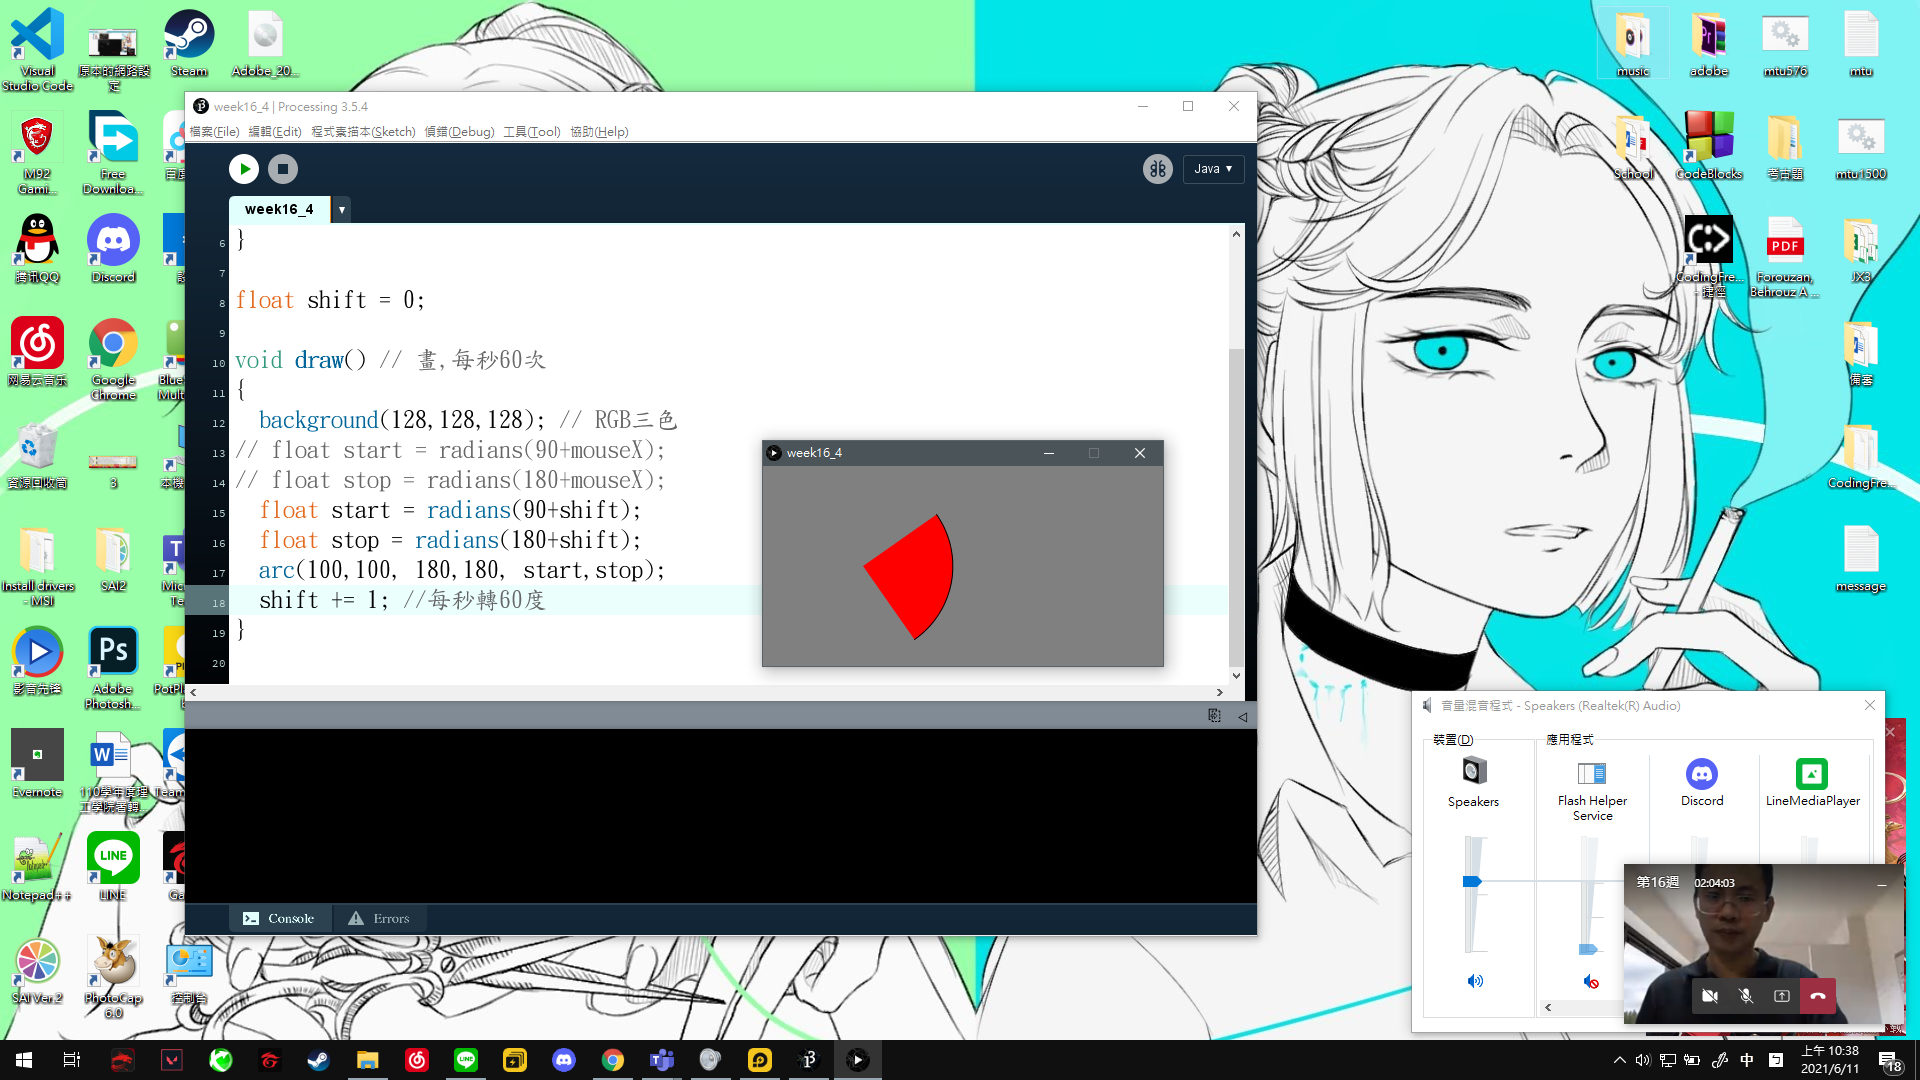 Visual
Studio Code
原本的網路設
定
Steam
Adobe_20...
music
adobe
mtu576
mtu
week16_4 | Processing 3.5.4
檔案(File) 編輯(Edit) 程式素描本(Sketch) 偵錯(Debug) 工具(Tool) 協助(Help)
Java ▾
week16_4
6 }
7
8 float shift = 0;
9
10 void draw() // 畫,每秒60次
11 {
12 background(128,128,128); // RGB三色
13 // float start = radians(90+mouseX);
14 // float stop = radians(180+mouseX);
15 float start = radians(90+shift);
16 float stop = radians(180+shift);
17 arc(100,100, 180,180, start,stop);
18 shift += 1; //每秒轉60度
19 }
20
week16_4
Console
Errors
Gami...
Free
Downloa...
騰訊QQ
Discord
网易云音乐
Google
Chrome
Blue
Mult
資源回收筒
3
Install drivers
- MSI
SAI2
影音先锋
Adobe
Photosh...
PotPl
Evernote
110學年度理
Team
Notepad++
LINE
SAI Ver.2
PhotoCap
6.0
控制台
School
CodeBlocks
考古題
mtu1500
CodingFre...
- 捷徑
PDF
Forouzan,
Behrouz A ...
JX3
備審
CodingFre...
message
音量混音程式 - Speakers (Realtek(R) Audio)
裝置(D)
應用程式
Speakers
Flash Helper
Service
Discord
LineMediaPlayer
第16週 02:04:03
中
上午 10:38
2021/6/11
18